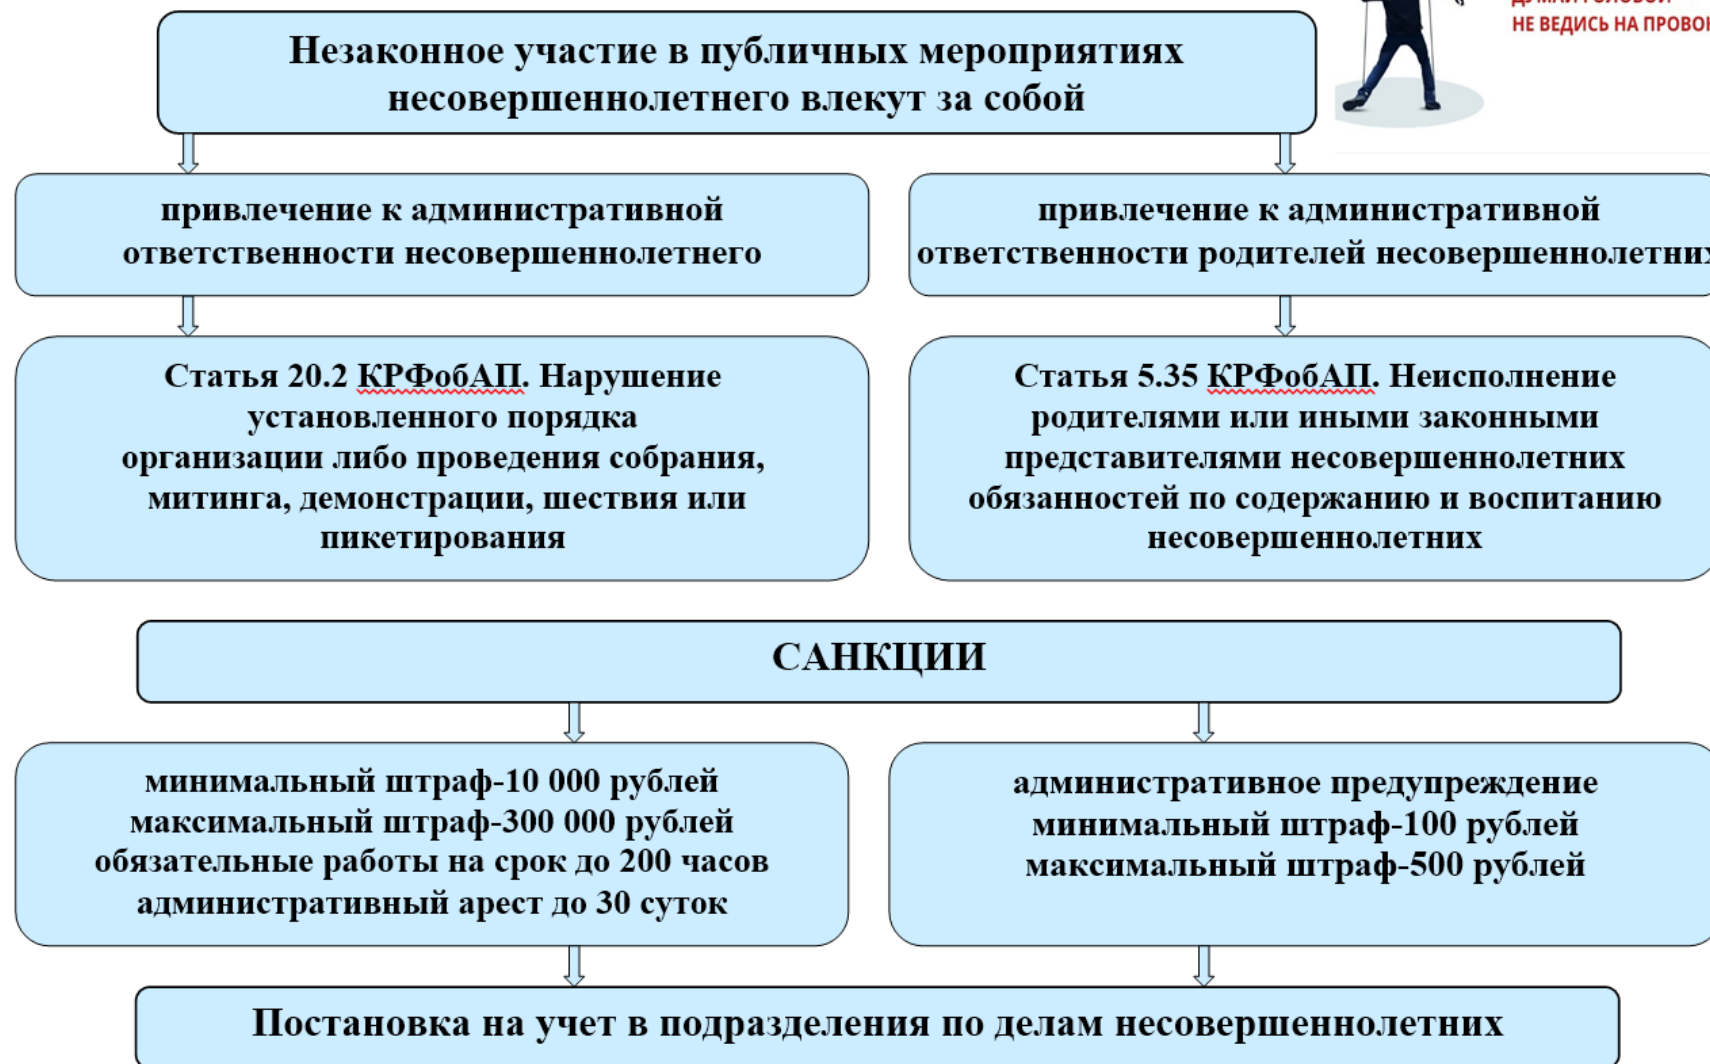 НЕ ВЕДИСЬ НА
Незаконное участие в публичных мероприятиях
несовершеннолетнего влекут за собой
привлечение к административной
ответственности несовершеннолетнего
привлечение к административной
ответственности родителей несовершеннолетних
Статья 20.2 КРФобАП. Нарушение
установленного порядка
организации либо проведения собрания,
митинга, демонстрации, шествия или
пикетирования
Статья 5.35 КРФобАП. Неисполнение
родителями или иными законными
представителями несовершеннолетних
обязанностей по содержанию и воспитанию
несовершеннолетних
САНКЦИИ
минимальный штраф-10 000 рублей
максимальный штраф-300 000 рублей
обязательные работы на срок до 200 часов
административный арест до 30 суток
административное предупреждение
минимальный штраф-100 рублей
максимальный штраф-500 рублей
Постановка на учет в подразделения по делам несовершеннолетних